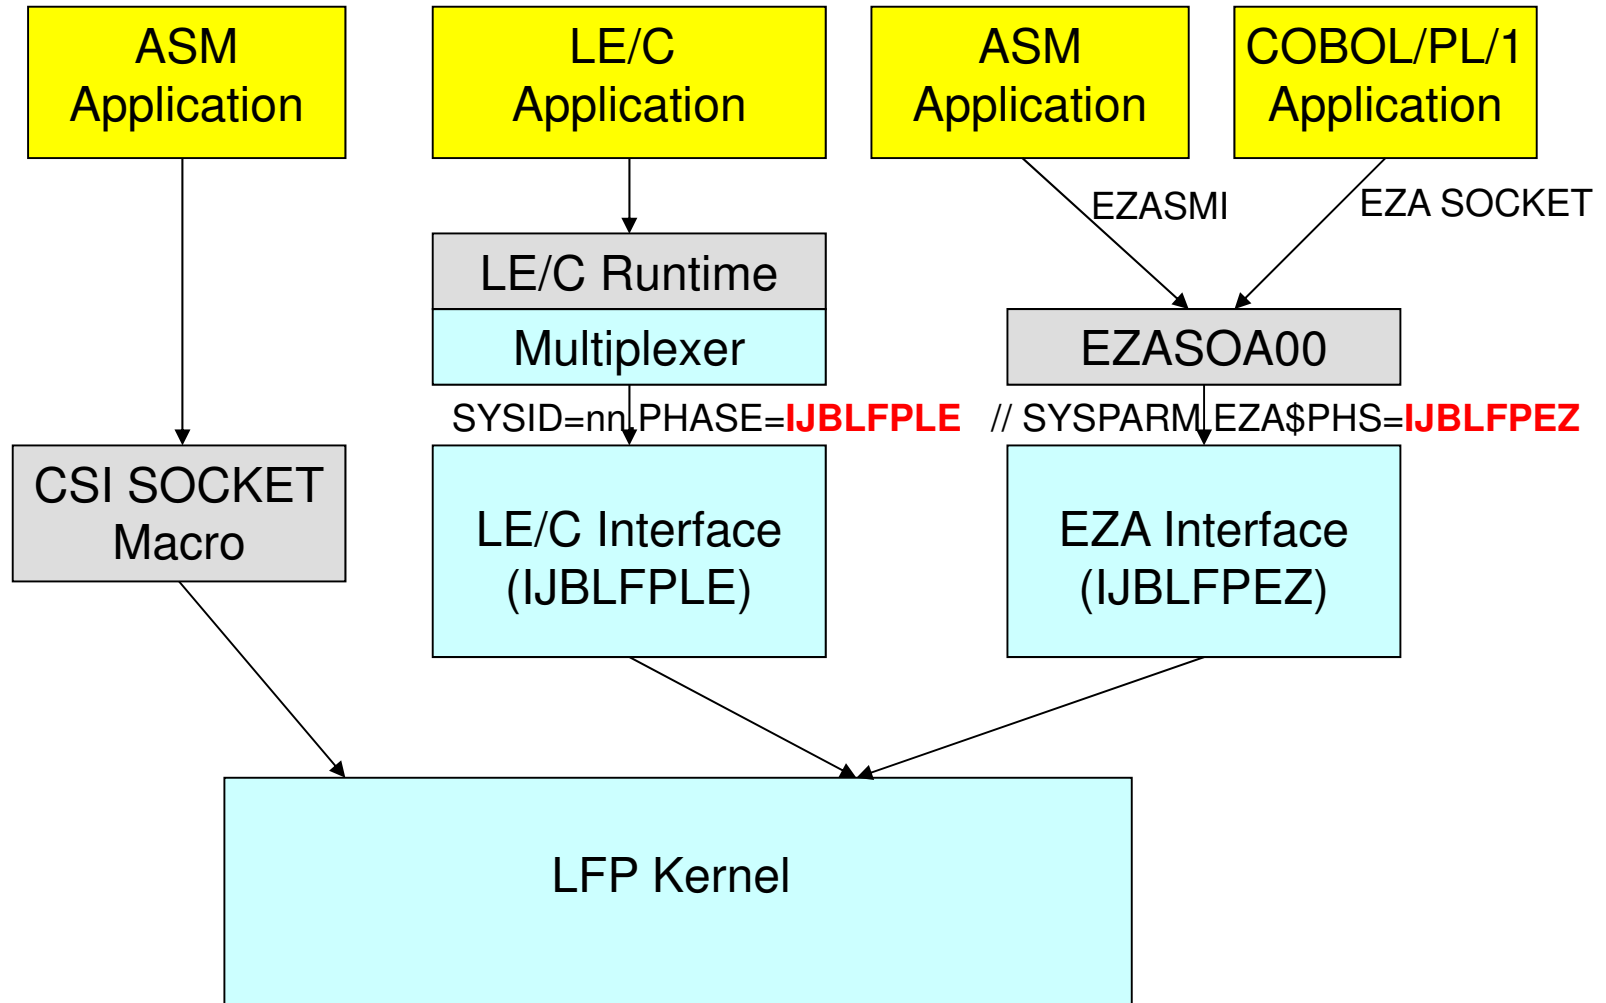 ASM
Application
LE/C
Application
ASM
Application
COBOL/PL/1
Application
EZASMI
EZA SOCKET
LE/C Runtime
Multiplexer
EZASOA00
SYSID=nn,PHASE=IJBLFPLE
// SYSPARM EZA$PHS=IJBLFPEZ
CSI SOCKET
Macro
LE/C Interface
(IJBLFPLE)
EZA Interface
(IJBLFPEZ)
LFP Kernel